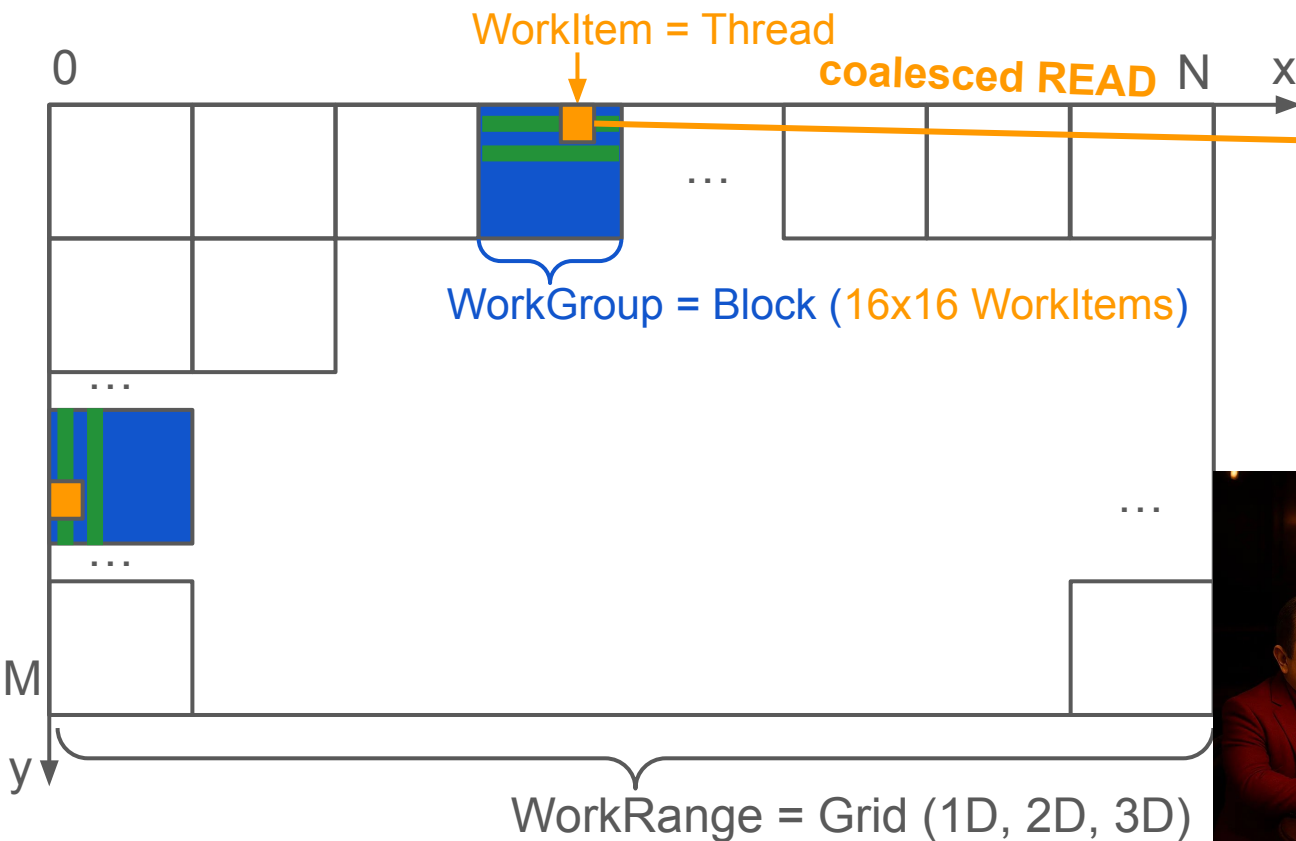 WorkItem = Thread
0
coalesced READ
N
x
...
WorkGroup = Block (16x16 WorkItems)
...
...
...
M
y
WorkRange = Grid (1D, 2D, 3D)